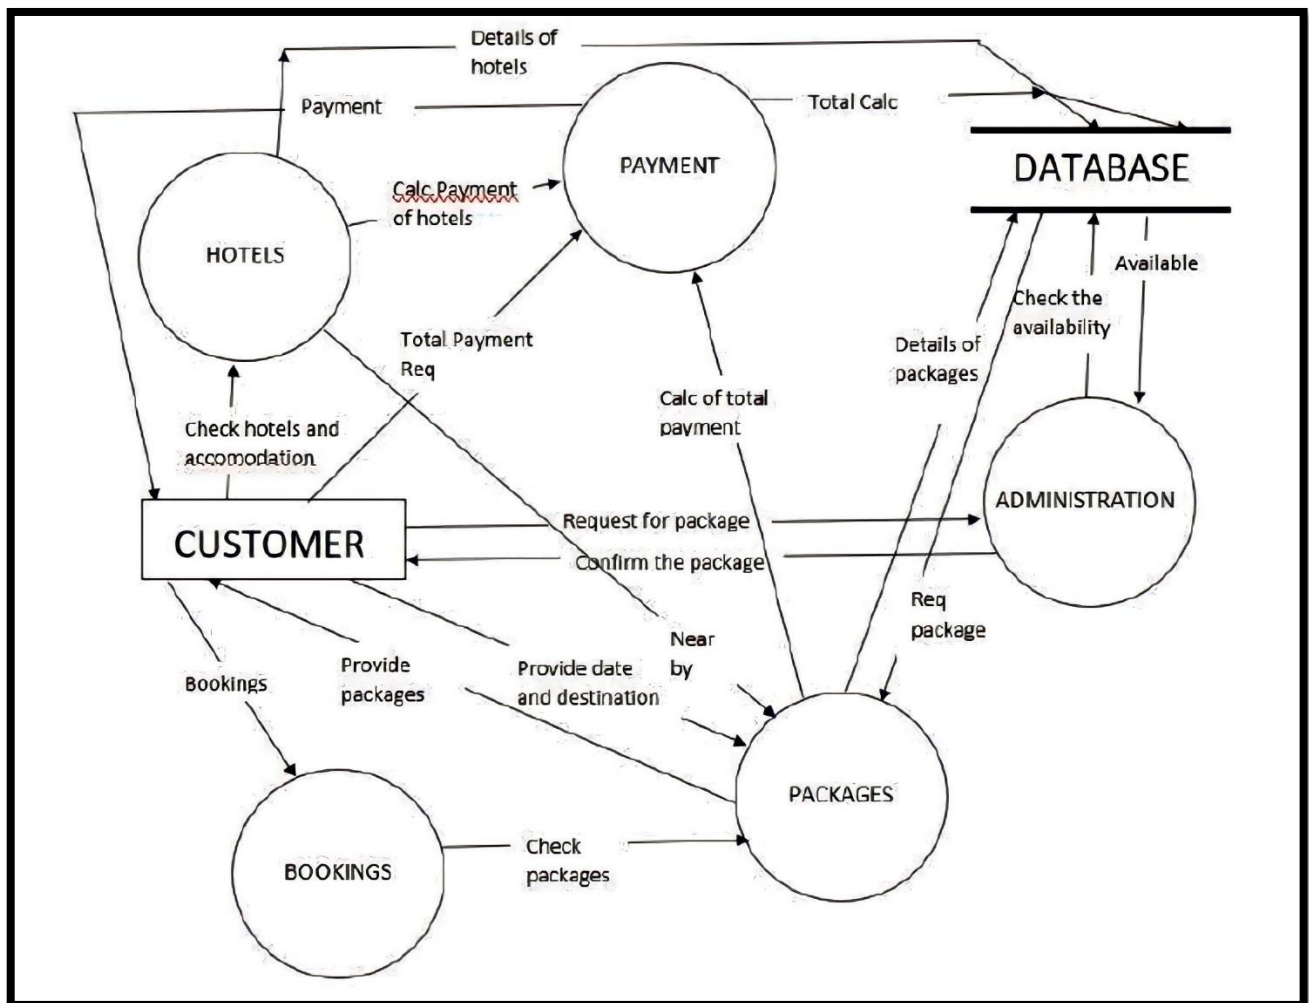 Details of
hotels
Payment
Total Calc
PAYMENT
DATABASE
Calc Payment
of hotels
HOTELS
Available
Check the
availability
Total Payment
Req
Details of
packages
Calc of total
payment
Check hotels and
accomodation
ADMINISTRATION
Request for package
CUSTOMER
Confirm the package
Req
package
Near
by
Provide
packages
Provide date
and destination
Bookings
PACKAGES
Check
packages
BOOKINGS